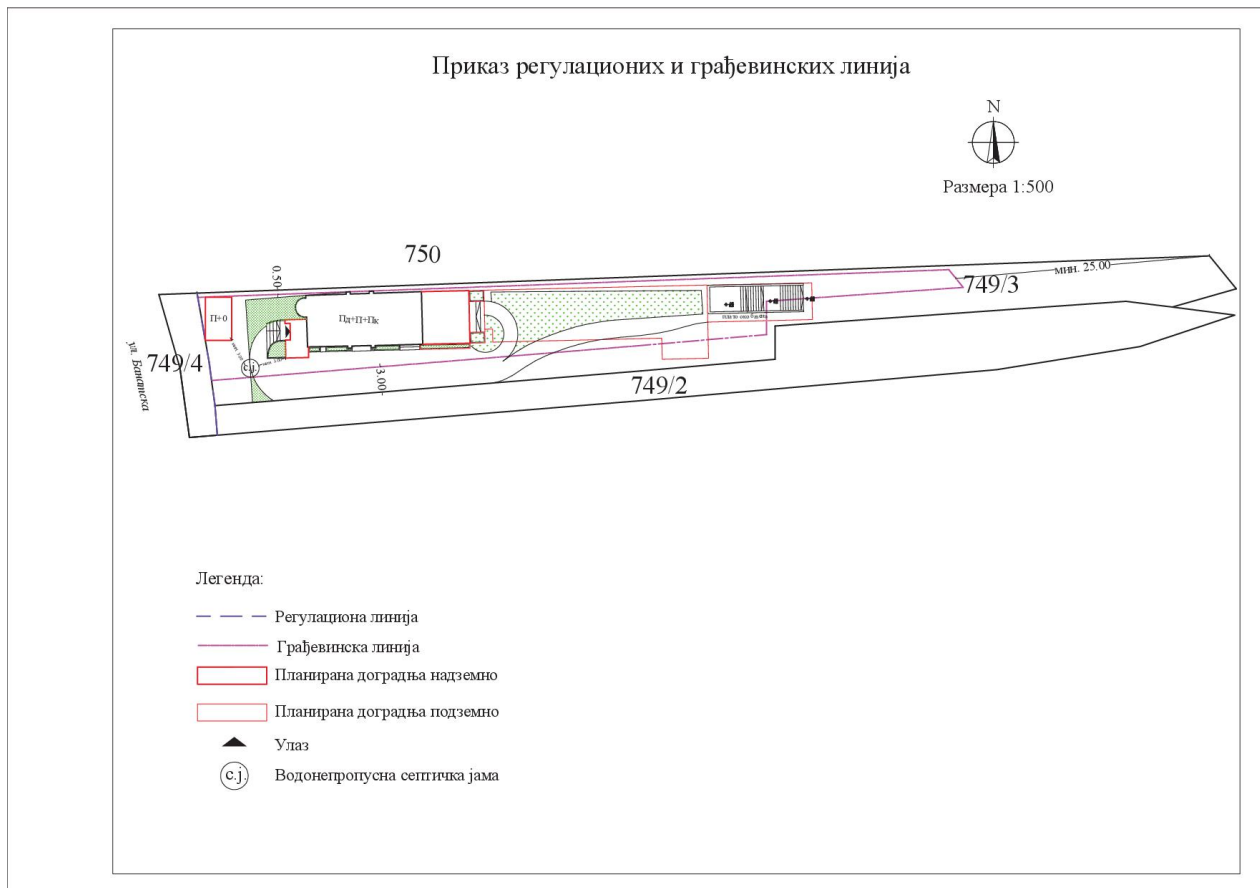 Приказ регулационих и грађевинских линија
N
Размера 1:500
750
0.50
мин. 25.00
749/3
П+0
Пд+П+Пк
749/4
с.ј.
3.00
749/2
ул. Банатска
Легенда:
Регулациона линија
Грађевинска линија
Планирана доградња надземно
Планирана доградња подземно
Улаз
с.ј.
Водонепропусна септичка јама